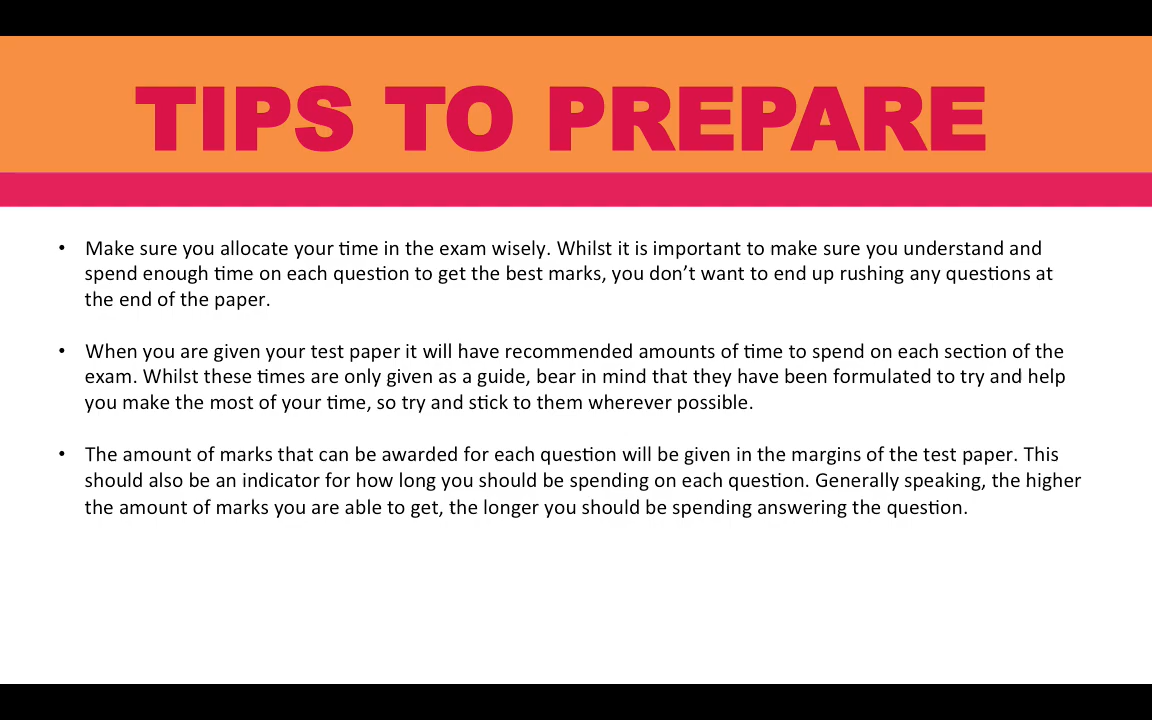 TIPS TO PREPARE
• Make sure you allocate your time in the exam wisely. Whilst it is important to make sure you understand and
spend enough time on each question to get the best marks, you don’t want to end up rushing any questions at
the end of the paper.
• When you are given your test paper it will have recommended amounts of time to spend on each section of the
exam. Whilst these times are only given as a guide, bear in mind that they have been formulated to try and help
you make the most of your time, so try and stick to them wherever possible.
• The amount of marks that can be awarded for each question will be given in the margins of the test paper. This
should also be an indicator for how long you should be spending on each question. Generally speaking, the higher
the amount of marks you are able to get, the longer you should be spending answering the question.